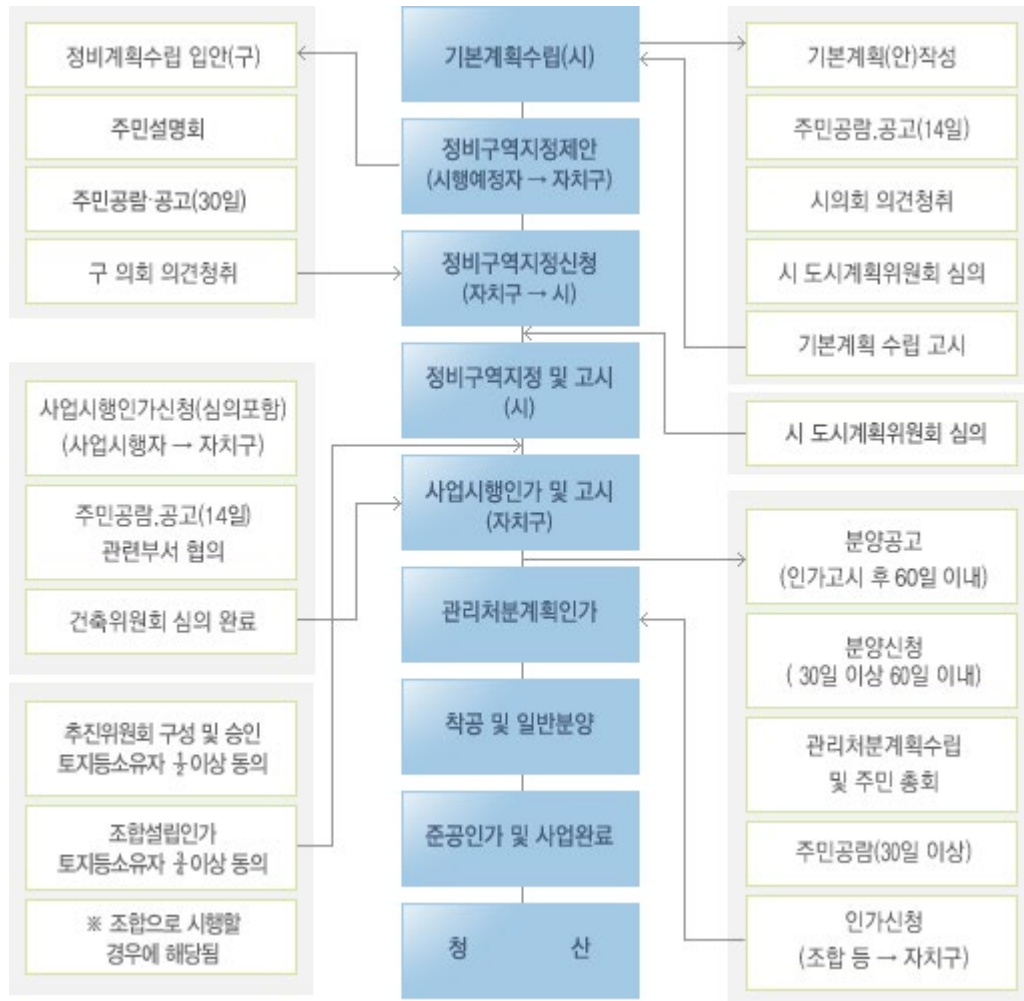 정비계획수립 입안(구)
주민설명회
주민공람·공고(30일)
구 의회 의견청취
사업시행인가신청(심의포함)
(사업시행자 → 자치구)
주민공람.공고(14일)
관련부서 협의
건축위원회 심의 완료
추진위원회 구성 및 승인
토지등소유자 ½ 이상 동의
조합설립인가
토지등소유자 이상 동의
※ 조합으로 시행할
경우에 해당됨
기본계획수립(시)
정비구역지정제안
(시행예정자 → 자치구)
정비구역지정신청
(자치구 → 시)
정비구역지정 및 고시
(시)
사업시행인가 및 고시
(자치구)
관리처분계획인가
착공 및 일반분양
준공인가 및 사업완료
청 산
기본계획(안)작성
주민공람.공고(14일)
시의회 의견청취
시 도시계획위원회 심의
기본계획 수립 고시
시 도시계획위원회 심의
분양공고
(인가고시 후 60일 이내)
분양신청
( 30일 이상 60일 이내)
관리처분계획수립
및 주민 총회
주민공람(30일 이상)
인가신청
(조합 등 → 자치구)